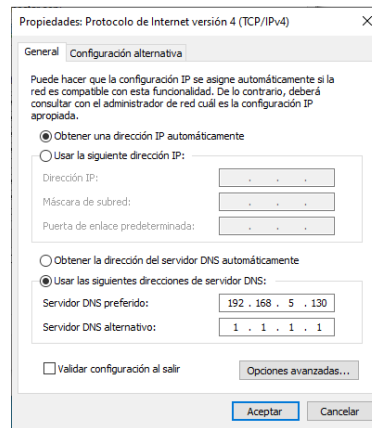 Propiedades: Protocolo de Internet versión 4 (TCP/IPv4)
General
Configuración alternativa
Puede hacer que la configuración IP se asigne automáticamente si la
red es compatible con esta funcionalidad. De lo contrario, deberá
consultar con el administrador de red cuál es la configuración IP
apropiada.
Obtener una dirección IP automáticamente
Usar la siguiente dirección IP:
Dirección IP:
Máscara de subred:
Puerta de enlace predeterminada:
Obtener la dirección del servidor DNS automáticamente
Usar las siguientes direcciones de servidor DNS:
Servidor DNS preferido: 192 . 168 . 5 . 130
Servidor DNS alternativo: 1 . 1 . 1 . 1
Validar configuración al salir
Opciones avanzadas...
Aceptar
Cancelar